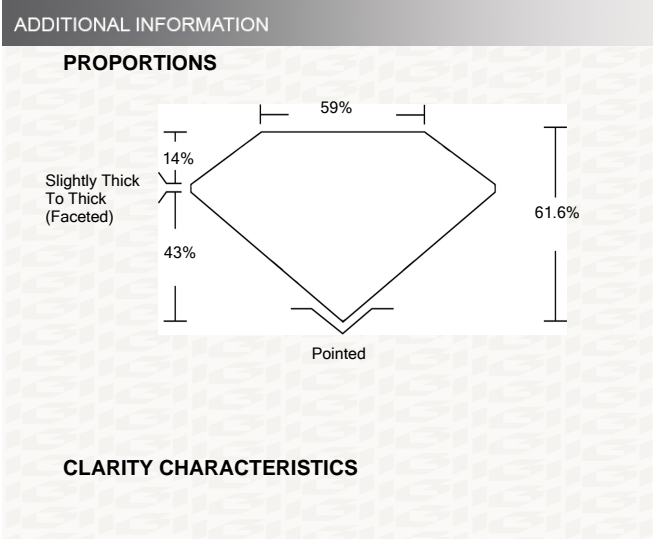 ADDITIONAL INFORMATION
PROPORTIONS
59%
14%
Slightly Thick
To Thick
(Faceted)
61.6%
43%
Pointed
CLARITY CHARACTERISTICS